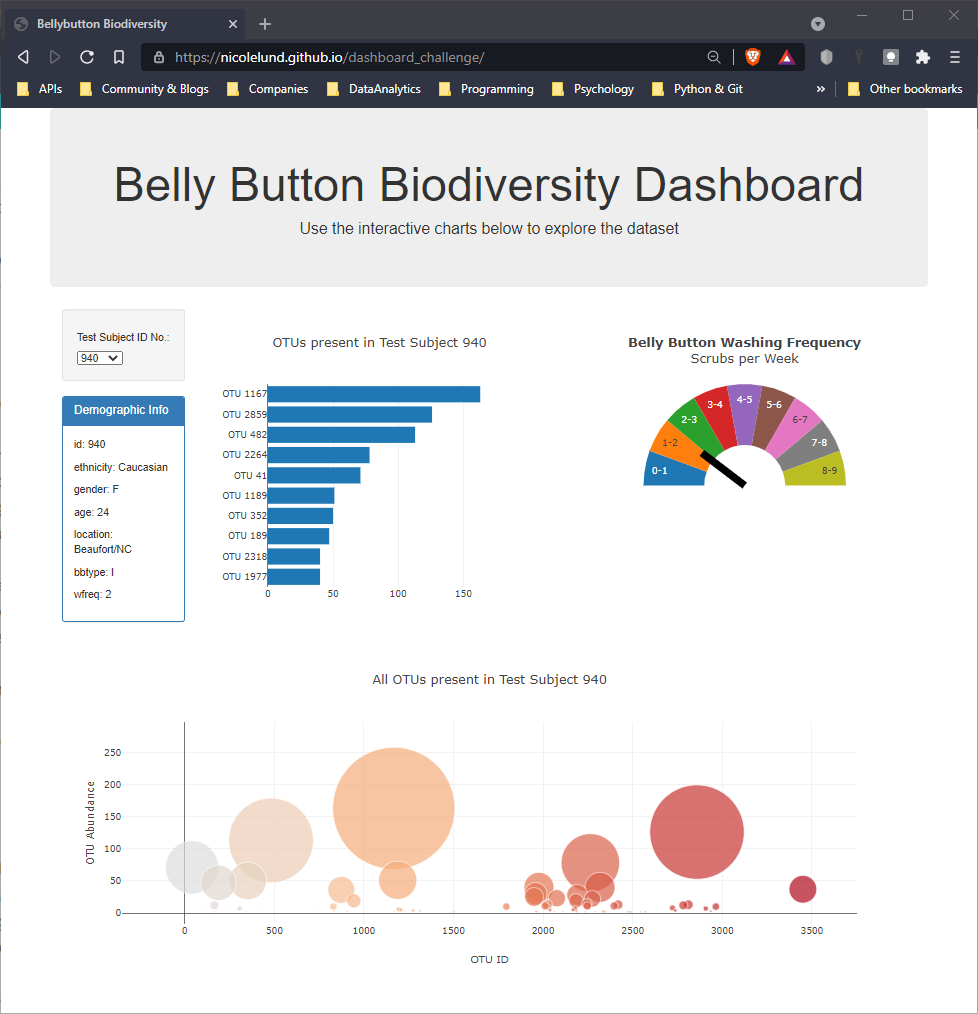 Bellybutton Biodiversity
https://nicolelund.github.io/dashboard_challenge/
APIs Community & Blogs Companies DataAnalytics Programming Psychology Python & Git » Other bookmarks
Belly Button Biodiversity Dashboard
Use the interactive charts below to explore the dataset
Test Subject ID No.:
940
Demographic Info
id: 940
ethnicity: Caucasian
gender: F
age: 24
location:
Beaufort/NC
bbtype: I
wfreq: 2
OTUs present in Test Subject 940
OTU 1167
OTU 2859
OTU 482
OTU 2264
OTU 41
OTU 1189
OTU 352
OTU 189
OTU 2318
OTU 1977
0 50 100 150
Belly Button Washing Frequency
Scrubs per Week
0-1
1-2
2-3
3-4
4-5
5-6
6-7
7-8
8-9
All OTUs present in Test Subject 940
OTU Abundance
250
200
150
100
50
0
0 500 1000 1500 2000 2500 3000 3500
OTU ID